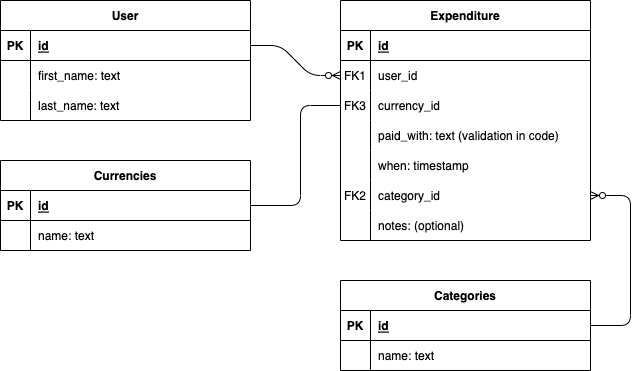 User
PK id
first_name: text
last_name: text
Currencies
PK id
name: text
Expenditure
PK id
FK1 user_id
FK3 currency_id
paid_with: text (validation in code)
when: timestamp
FK2 category_id
notes: (optional)
Categories
PK id
name: text